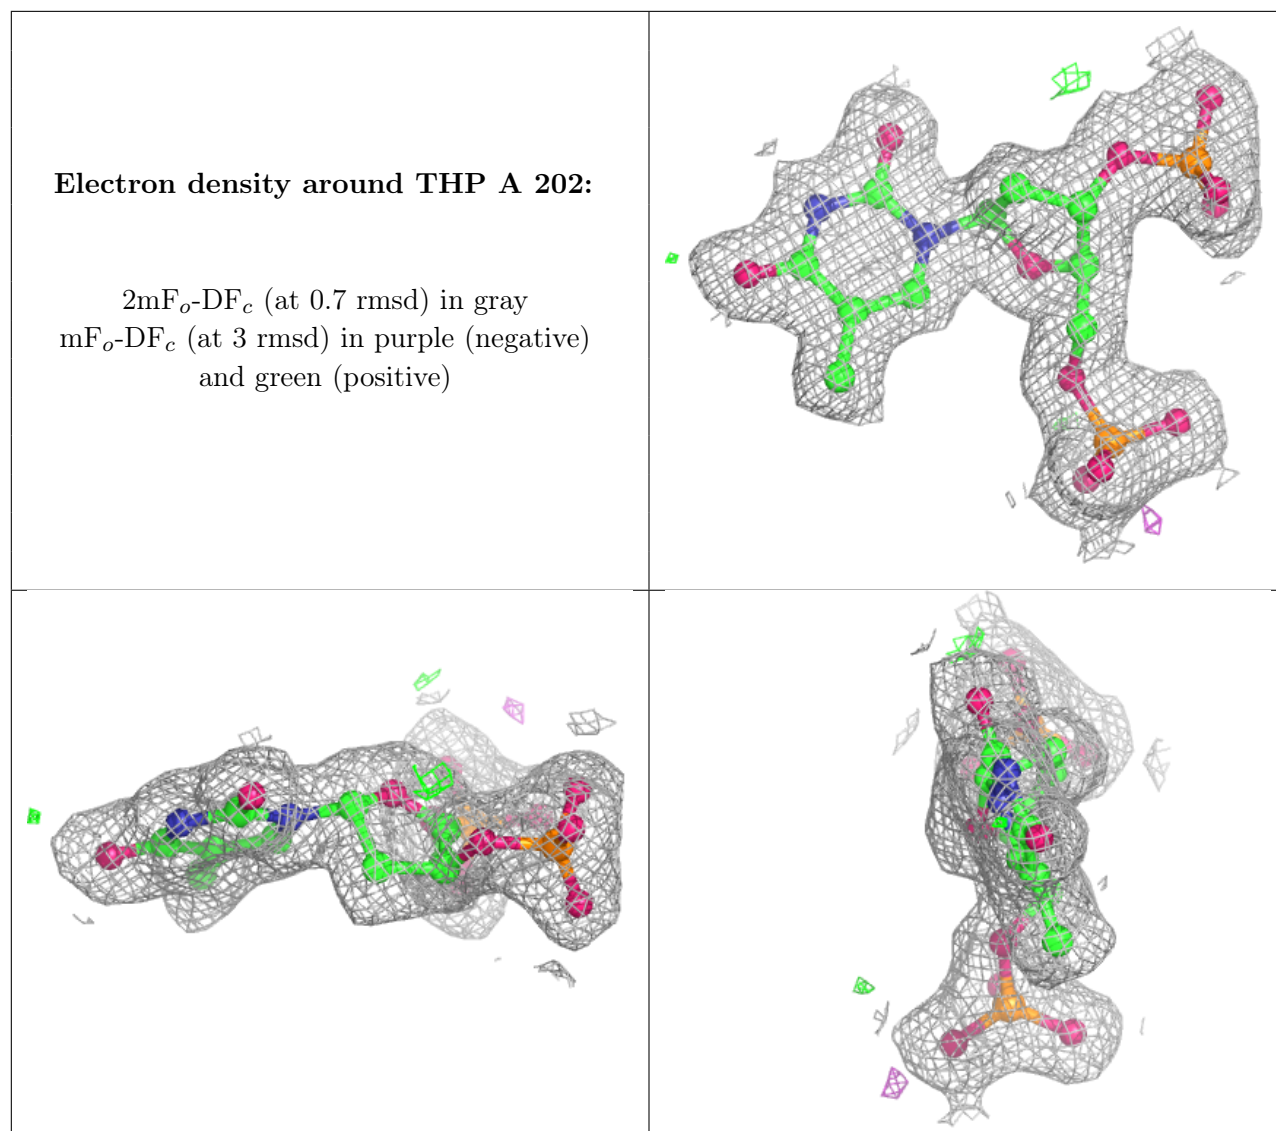 Electron density around THP A 202:
2mFo-DFc (at 0.7 rmsd) in gray
mFo-DFc (at 3 rmsd) in purple (negative)
and green (positive)